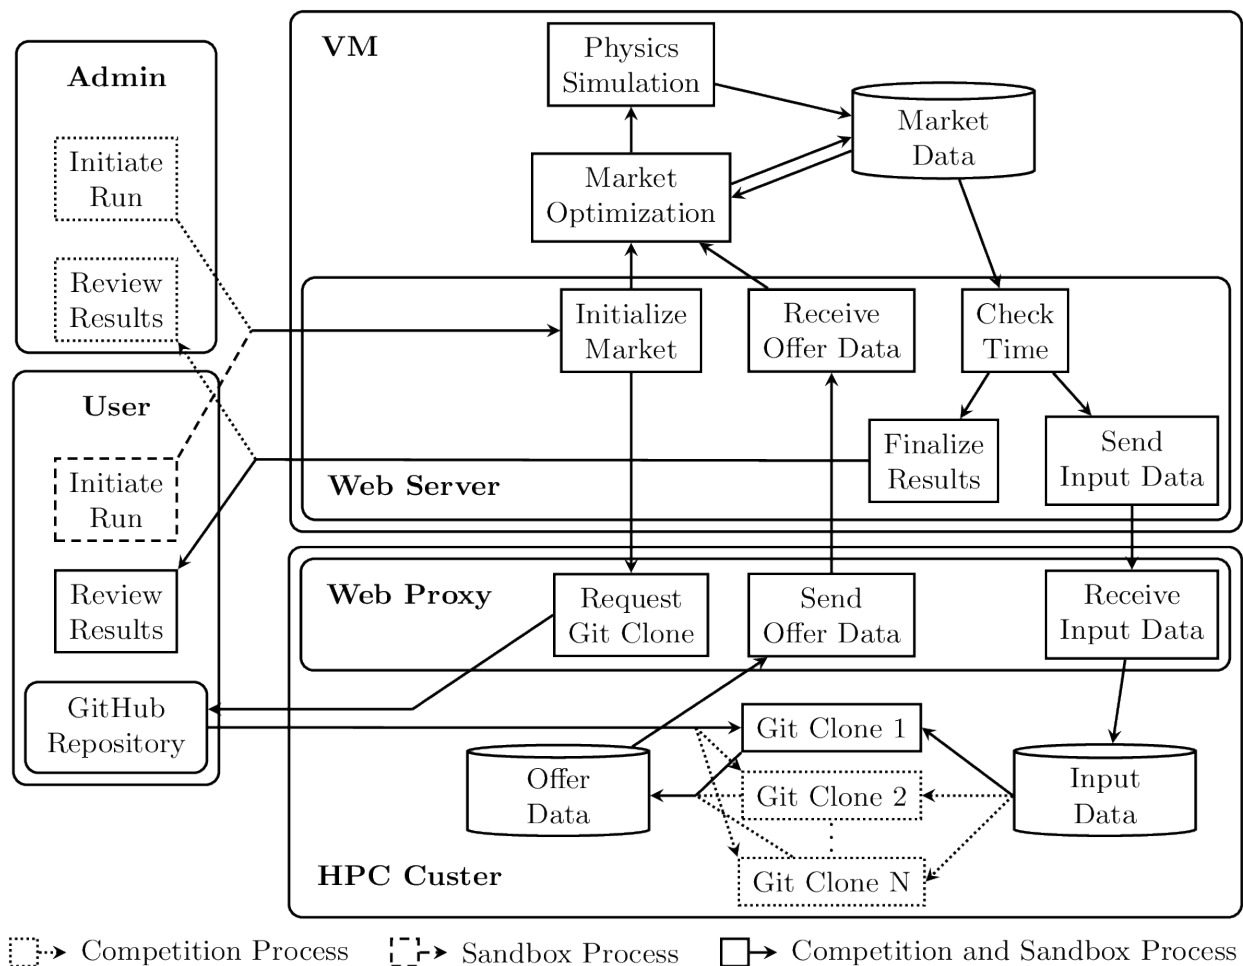 Admin
Initiate
Run
Review
Results
User
Initiate
Run
Review
Results
GitHub
Repository
VM
Physics
Simulation
Market
Data
Market
Optimization
Initialize
Market
Receive
Offer Data
Check
Time
Finalize
Results
Send
Input Data
Web Server
Web Proxy
Request
Git Clone
Send
Offer Data
Receive
Input Data
Git Clone 1
Offer
Data
Git Clone 2
Input
Data
Git Clone N
HPC Custer
Competition Process
Sandbox Process
Competition and Sandbox Process